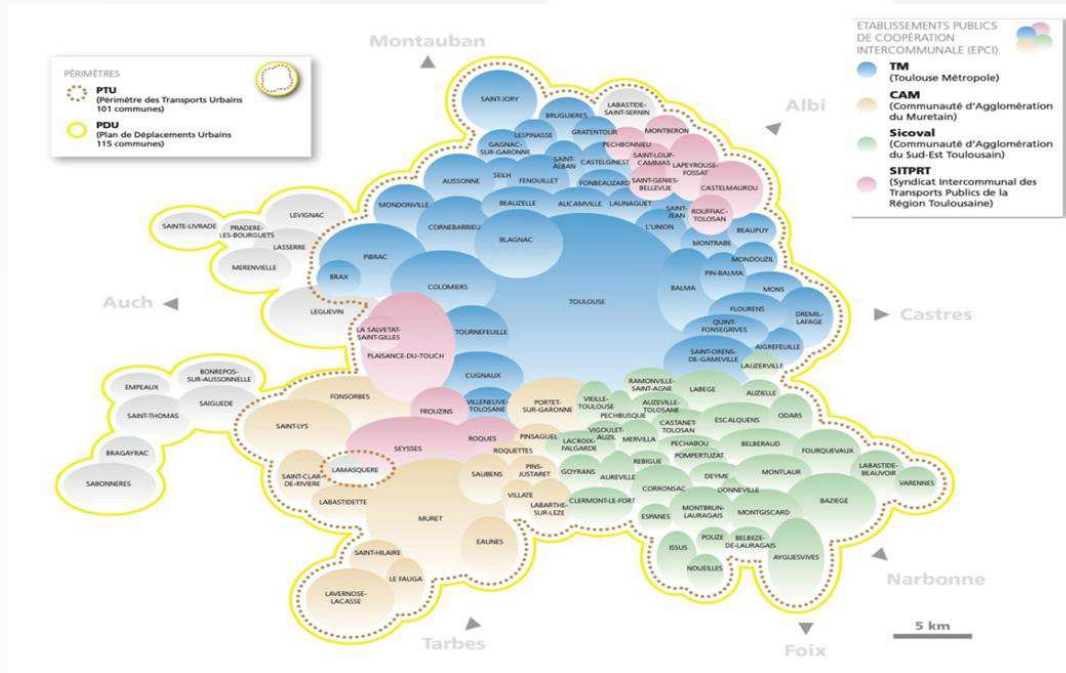 Montauban
Albi
Auch
Castres
Narbonne
Foix
Tarbes
5 km
PÉRIMÈTRES
PTU
(Périmètre des Transports Urbains
101 communes)
PDU
(Plan de Déplacements Urbains
115 communes)
ETABLISSEMENTS PUBLICS
DE COOPÉRATION
INTERCOMMUNALE (EPCI)
TM
(Toulouse Métropole)
CAM
(Communauté d'Agglomération
du Muretain)
Sicoval
(Communauté d'Agglomération
du Sud-Est Toulousain)
SITPRT
(Syndicat Intercommunal des
Transports Publics de la
Région Toulousaine)
SAINT-JORY
BRUGUIERES
LABASTIDE-
SAINT-SERNIN
LESPINASSE
GRATENTOUR
MONTBERON
GAGNAC-
SUR-GARONNE
PECHBONNIEU
SAINT-LOUP-
CAMMAS
SAINT-
ALBAN
CASTELGINEST
LAPEYROUSE-
FOSSAT
AUSSONNE
SEILH
FENOUILLET
FONBEAUZARD
SAINT-GENIES-
BELLEVUE
CASTELMAUROU
MONDONVILLE
BEAUZELLE
AUCAMVILLE
LAUNAGUET
SAINT-
JEAN
ROUFFIAC-
TOLOSAN
CORNEBARRIEU
BLAGNAC
L'UNION
BEAUPUY
MONTRABE
LEVIGNAC
SAINTE-LIVRADE
PRADERE-
LES-BOURGUETS
LASSERRE
MERENVIELLE
PIBRAC
BRAX
COLOMIERS
TOULOUSE
BALMA
PIN-BALMA
MONDOUZIL
MONS
LEGUEVIN
FLOURENS
DREMIL-
LAFAGE
LA SALVETAT-
SAINT-GILLES
TOURNEFEUILLE
QUINT-
FONSEGRIVES
PLAISANCE-DU-TOUCH
SAINT-ORENS-
DE-GAMEVILLE
AIGREFEUILLE
LAUZERVILLE
CUGNAUX
BONREPOS-
SUR-AUSSONNELLE
EMPEAUX
SAIGUEDE
SAINT-THOMAS
BRAGAYRAC
SABONNERES
FONSORBES
FROUZINS
VILLENEUVE-
TOLOSANE
PORTET-
SUR-GARONNE
VIEILLE-
TOULOUSE
RAMONVILLE-
SAINT-AGNE
LABEGE
AUZIELLE
PECHBUSQUE
AUZEVILLE-
TOLOSANE
SAINT-LYS
SEYSSES
ROQUES
PINSAGUEL
VIGOULET-
AUZIL
CASTANET-
TOLOSAN
ESCALQUENS
ODARS
ROQUETTES
LACROIX-
FALGARDE
MERVILLA
PECHABOU
BELBERAUD
FOURQUEVAUX
REBIGUE
POMPERTUZAT
LAMASQUERE
SAINT-CLAR-
DE-RIVIERE
SAUBENS
PINS-
JUSTARET
GOYRANS
AUREVILLE
CORRONSAC
DEYME
MONTLAUR
LABASTIDE-
BEAUVOIR
VARENNES
LABASTIDETTE
VILLATE
CLERMONT-LE-FORT
DONNEVILLE
BAZIEGE
MURET
LABARTHE-
SUR-LEZE
ESPANES
MONTBRUN-
LAURAGAIS
MONTGISCARD
EAUNES
ISSUS
POUZE
BELBEZE-
DE-LAURAGAIS
AYGUESVIVES
NOUEILLES
SAINT-HILAIRE
LE FAUGA
LAVERNOSE-
LACASSE